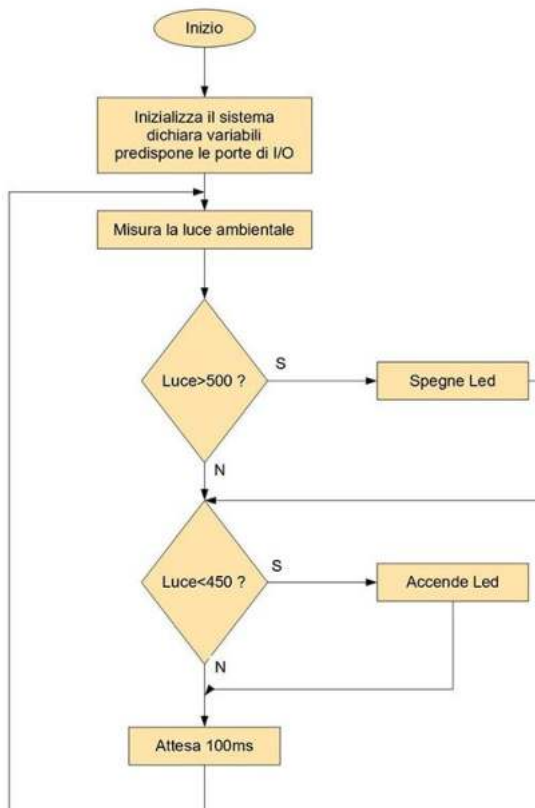 Inizio
Inizializza il sistema
dichiara variabili
predispone le porte di I/O
Misura la luce ambientale
Luce>500 ?
S
Spegne Led
N
Luce<450 ?
S
Accende Led
N
Attesa 100ms